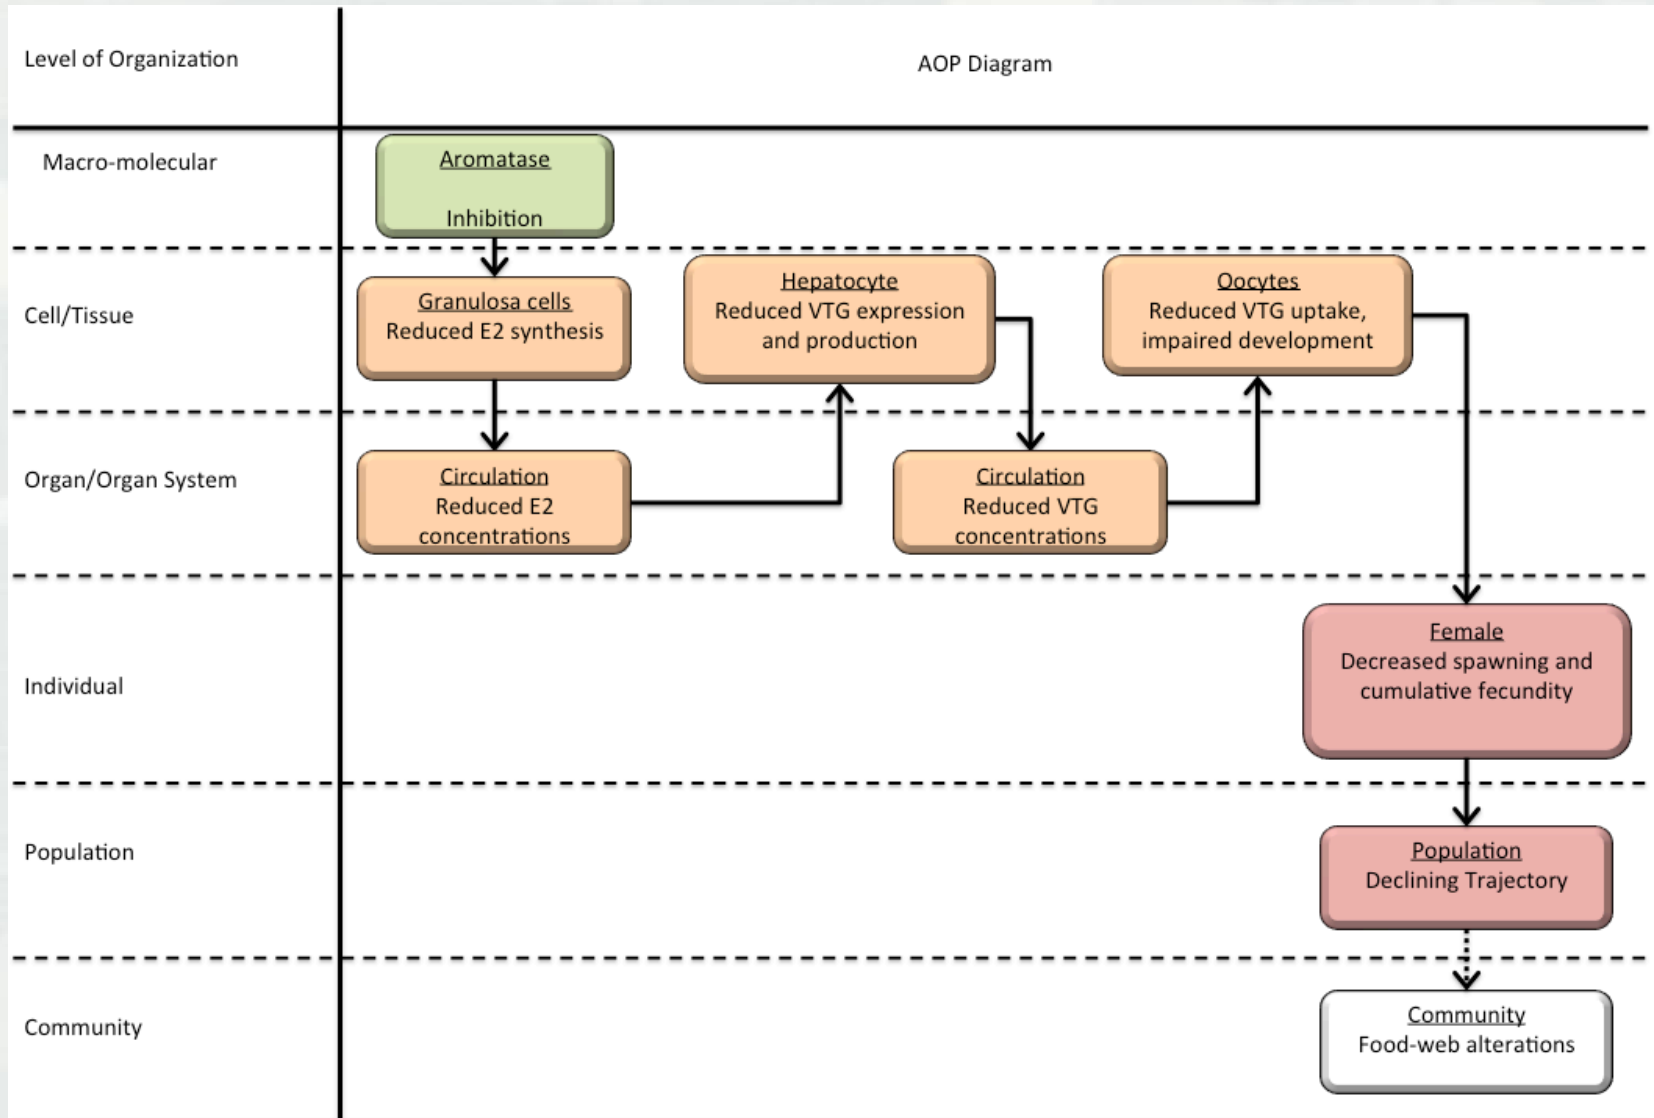 Level of Organization
AOP Diagram
Macro-molecular
Aromatase
Inhibition
Cell/Tissue
Granulosa cells
Reduced E2 synthesis
Hepatocyte
Reduced VTG expression
and production
Oocytes
Reduced VTG uptake,
impaired development
Organ/Organ System
Circulation
Reduced E2
concentrations
Circulation
Reduced VTG
concentrations
Individual
Female
Decreased spawning and
cumulative fecundity
Population
Population
Declining Trajectory
Community
Community
Food-web alterations